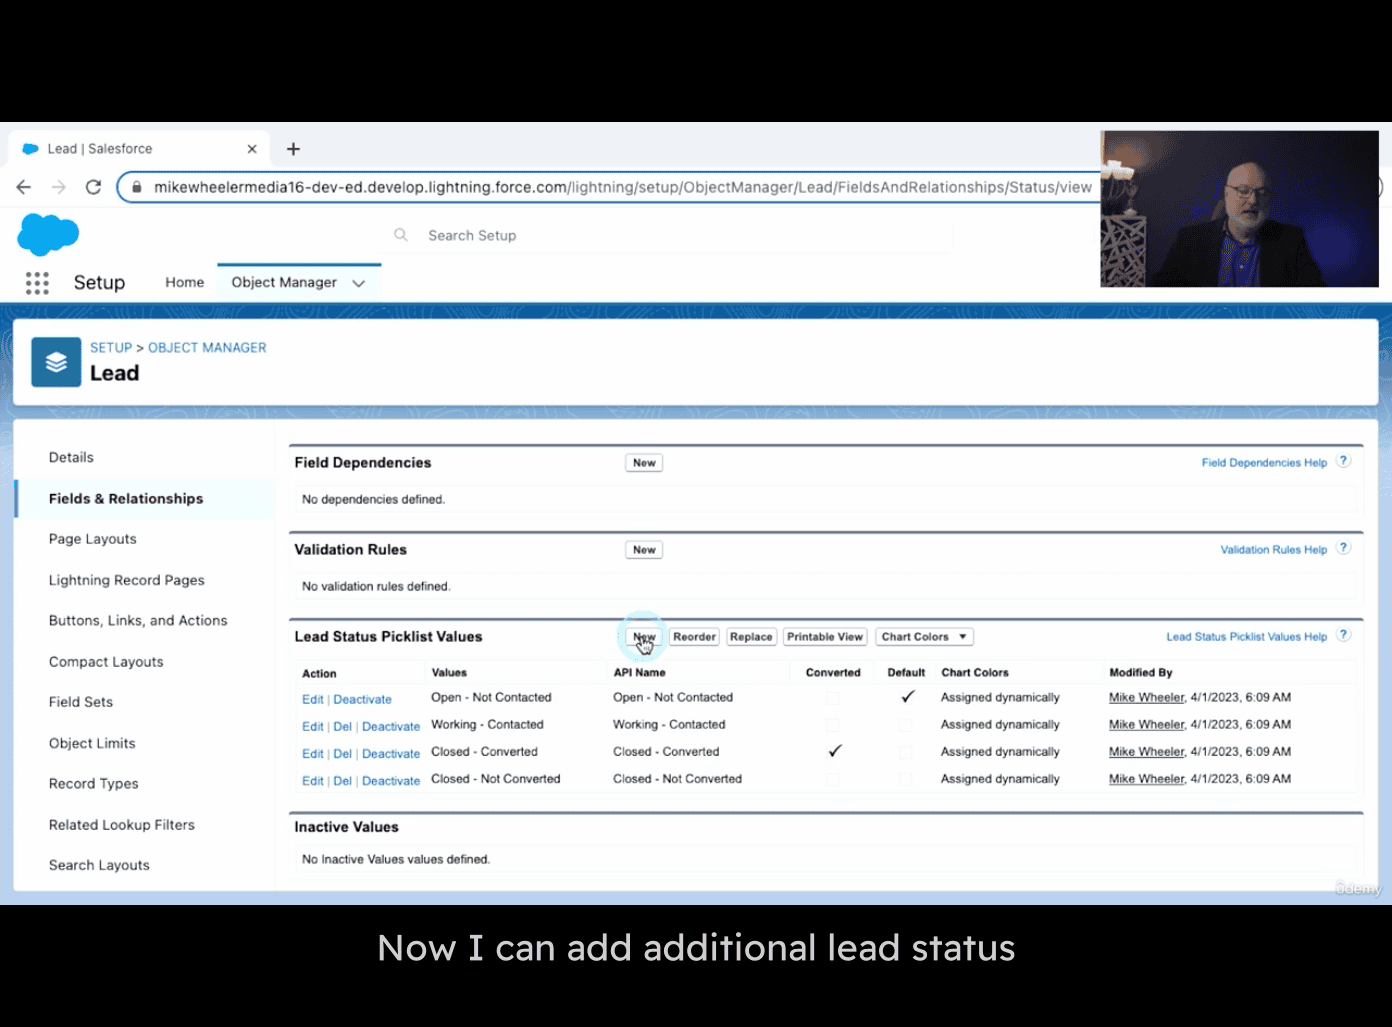 Lead | Salesforce
mikewheelermedia16-dev-ed.develop.lightning.force.com/lightning/setup/ObjectManager/Lead/FieldsAndRelationships/Status/view
Search Setup
Setup Home Object Manager
SETUP > OBJECT MANAGER
Lead
Details
Fields & Relationships
Page Layouts
Lightning Record Pages
Buttons, Links, and Actions
Compact Layouts
Field Sets
Object Limits
Record Types
Related Lookup Filters
Search Layouts
Field Dependencies New Field Dependencies Help ?
No dependencies defined.
Validation Rules New Validation Rules Help ?
No validation rules defined.
Lead Status Picklist Values New Reorder Replace Printable View Chart Colors Lead Status Picklist Values Help ?
Action Values API Name Converted Default Chart Colors Modified By
Edit | Deactivate Open - Not Contacted Open - Not Contacted Assigned dynamically Mike Wheeler, 4/1/2023, 6:09 AM
Edit | Del | Deactivate Working - Contacted Working - Contacted Assigned dynamically Mike Wheeler, 4/1/2023, 6:09 AM
Edit | Del | Deactivate Closed - Converted Closed - Converted Assigned dynamically Mike Wheeler, 4/1/2023, 6:09 AM
Edit | Del | Deactivate Closed - Not Converted Closed - Not Converted Assigned dynamically Mike Wheeler, 4/1/2023, 6:09 AM
Inactive Values
No Inactive Values values defined.
udemy
Now I can add additional lead status